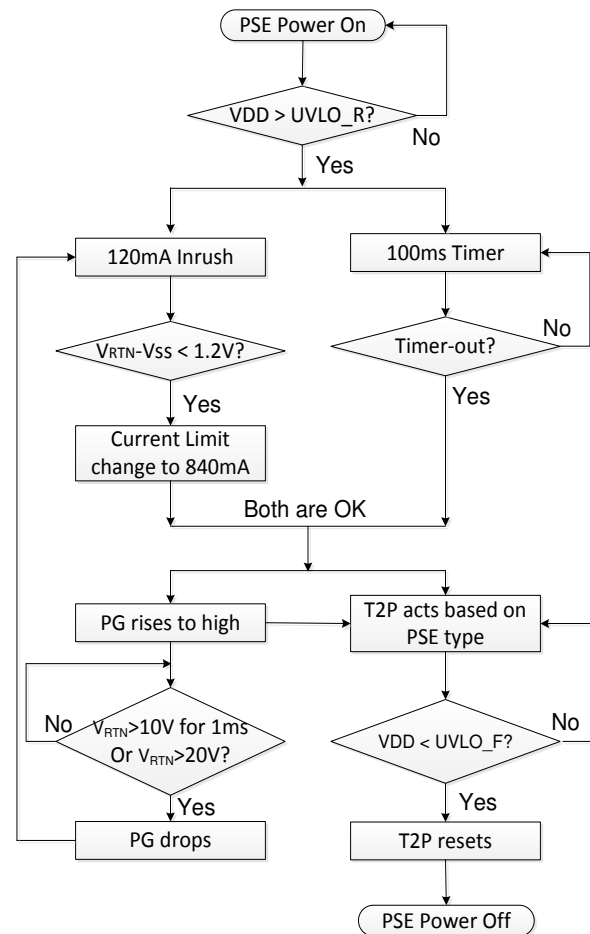 PSE Power On
VDD > UVLO_R?
No
Yes
120mA Inrush
100ms Timer
VRTN-Vss < 1.2V?
Timer-out?
No
Yes
Yes
Current Limit
change to 840mA
Both are OK
PG rises to high
T2P acts based on
PSE type
No
VRTN>10V for 1ms
Or VRTN>20V?
VDD < UVLO_F?
No
Yes
Yes
PG drops
T2P resets
PSE Power Off